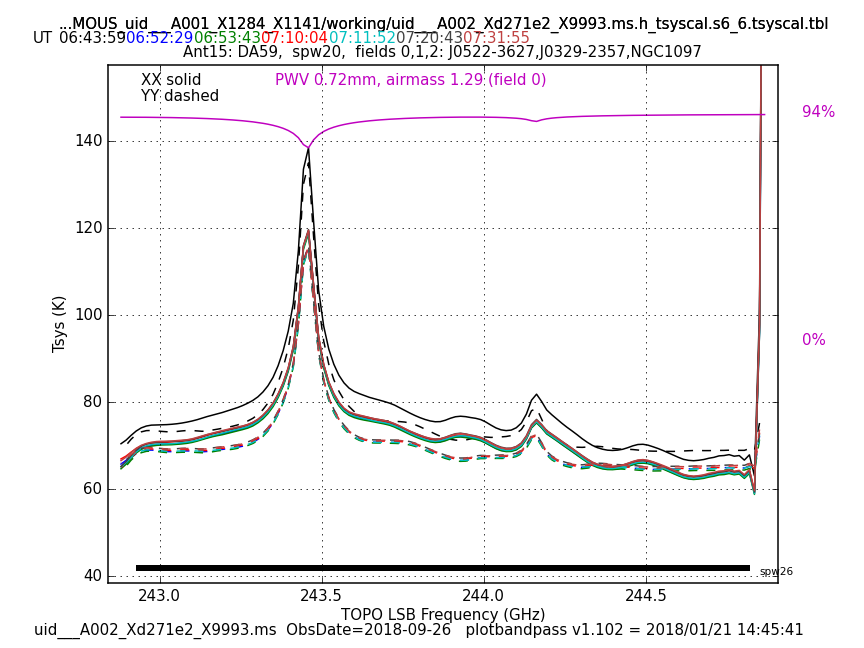 ...MOUS_uid___A001_X1284_X1141/working/uid___A002_Xd271e2_X9993.ms.h_tsyscal.s6_6.tsyscal.tbl
UT 06:43:59 06:52:29 06:53:43 07:10:04 07:11:52 07:20:43 07:31:55
Ant15: DA59, spw20, fields 0,1,2: J0522-3627,J0329-2357,NGC1097
XX solid
PWV 0.72mm, airmass 1.29 (field 0)
YY dashed
94%
140
120
100
0%
80
60
40
Tsys (K)
spw26
243.0 243.5 244.0 244.5
TOPO LSB Frequency (GHz)
uid___A002_Xd271e2_X9993.ms ObsDate=2018-09-26 plotbandpass v1.102 = 2018/01/21 14:45:41